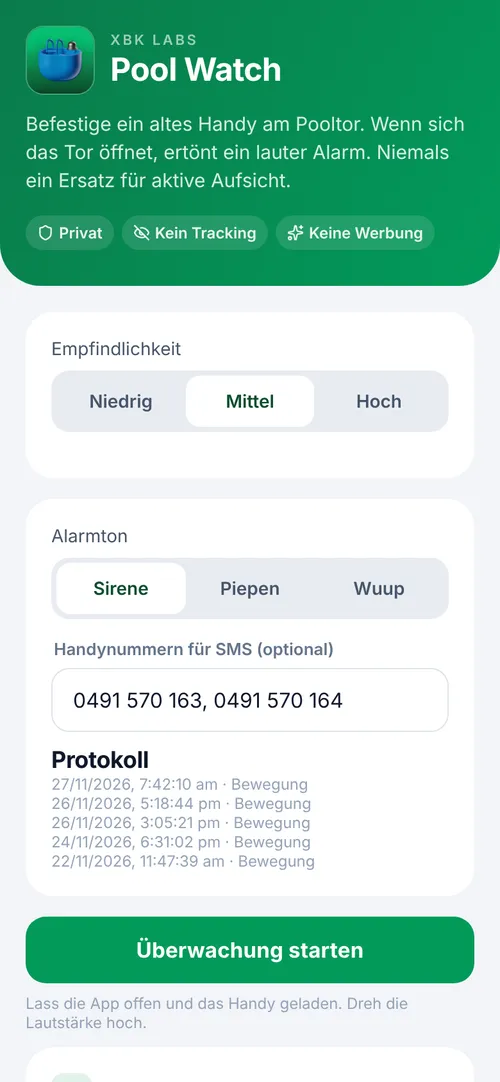 XBK LABS
Pool Watch
Befestige ein altes Handy am Pooltor. Wenn sich
das Tor öffnet, ertönt ein lauter Alarm. Niemals
ein Ersatz für aktive Aufsicht.
Privat
Kein Tracking
Keine Werbung
Empfindlichkeit
Niedrig
Mittel
Hoch
Alarmton
Sirene
Piepen
Wuup
Handynummern für SMS (optional)
0491 570 163, 0491 570 164
Protokoll
27/11/2026, 7:42:10 am · Bewegung
26/11/2026, 5:18:44 pm · Bewegung
26/11/2026, 3:05:21 pm · Bewegung
24/11/2026, 6:31:02 pm · Bewegung
22/11/2026, 11:47:39 am · Bewegung
Überwachung starten
Lass die App offen und das Handy geladen. Dreh die
Lautstärke hoch.